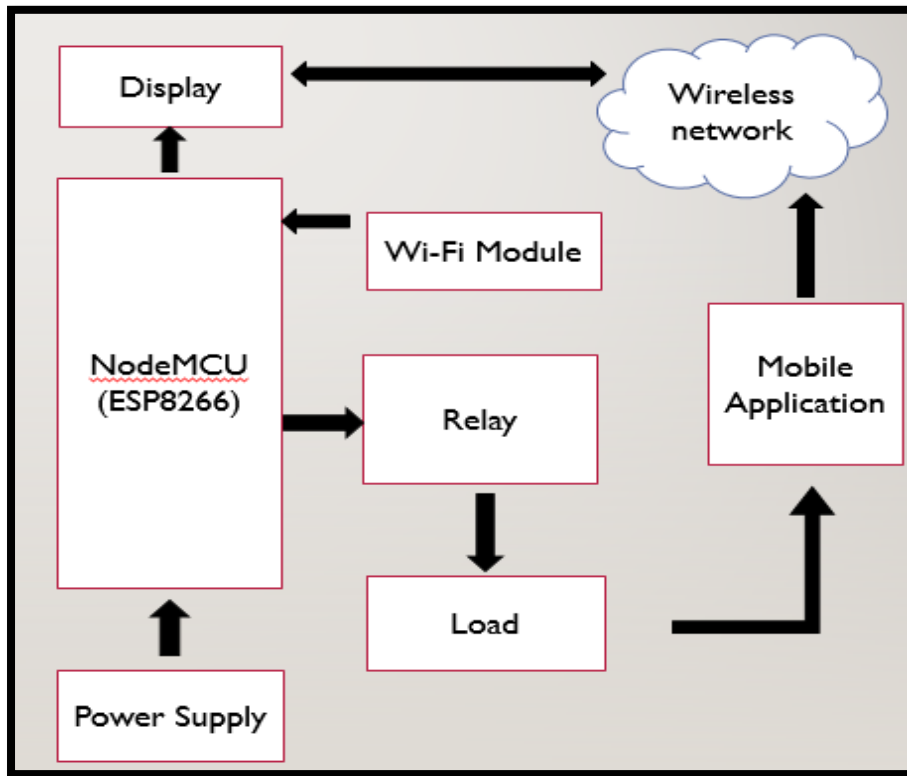 Display
Wireless
network
Wi-Fi Module
NodeMCU
(ESP8266)
Relay
Mobile
Application
Load
Power Supply